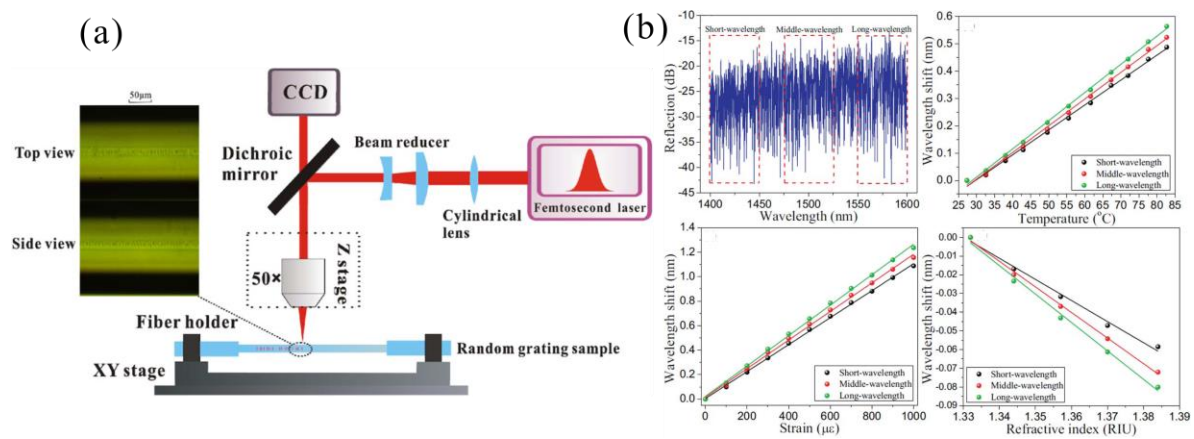 (a)
50μm
Top view
Side view
CCD
Dichroic
mirror
Beam reducer
Cylindrical
lens
Femtosecond laser
50×
Z stage
Fiber holder
XY stage
Random grating sample
(b)
Reflection (dB)
-10
-15
-20
-25
-30
-35
-40
-45
Short-wavelength
Middle-wavelength
Long-wavelength
1400 1450 1500 1550 1600
Wavelength (nm)
Wavelength shift (nm)
0.6
0.5
0.4
0.3
0.2
0.1
0.0
Short-wavelength
Middle-wavelength
Long-wavelength
25 30 35 40 45 50 55 60 65 70 75 80 85
Temperature (°C)
Wavelength shift (nm)
1.4
1.2
1.0
0.8
0.6
0.4
0.2
0.0
Short-wavelength
Middle-wavelength
Long-wavelength
0 200 400 600 800 1000
Strain (με)
Wavelength shift (nm)
0.00
-0.01
-0.02
-0.03
-0.04
-0.05
-0.06
-0.07
-0.08
-0.09
Short-wavelength
Middle-wavelength
Long-wavelength
1.33 1.34 1.35 1.36 1.37 1.38 1.39
Refractive index (RIU)